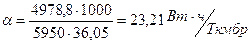 α = 4978,8·1000 / 5950·36,05 = 23,21 Вт·ч / Ткмбр